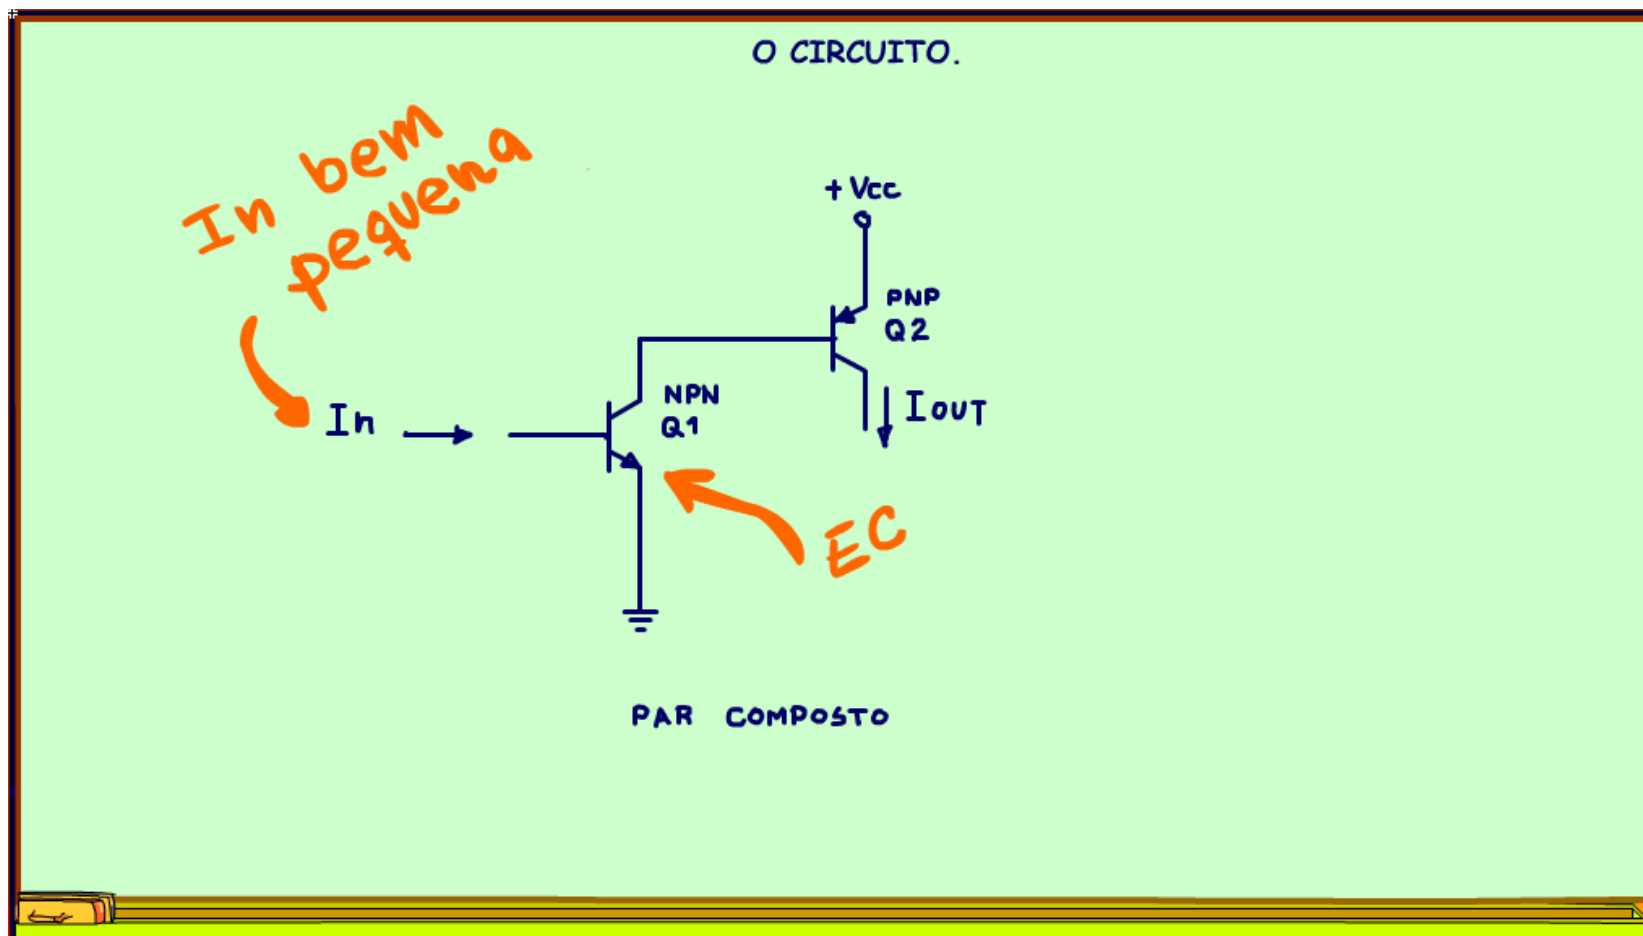 O CIRCUITO.
In bem
pequena
+Vcc
PNP
Q2
NPN
Q1
In
IOUT
EC
PAR COMPOSTO